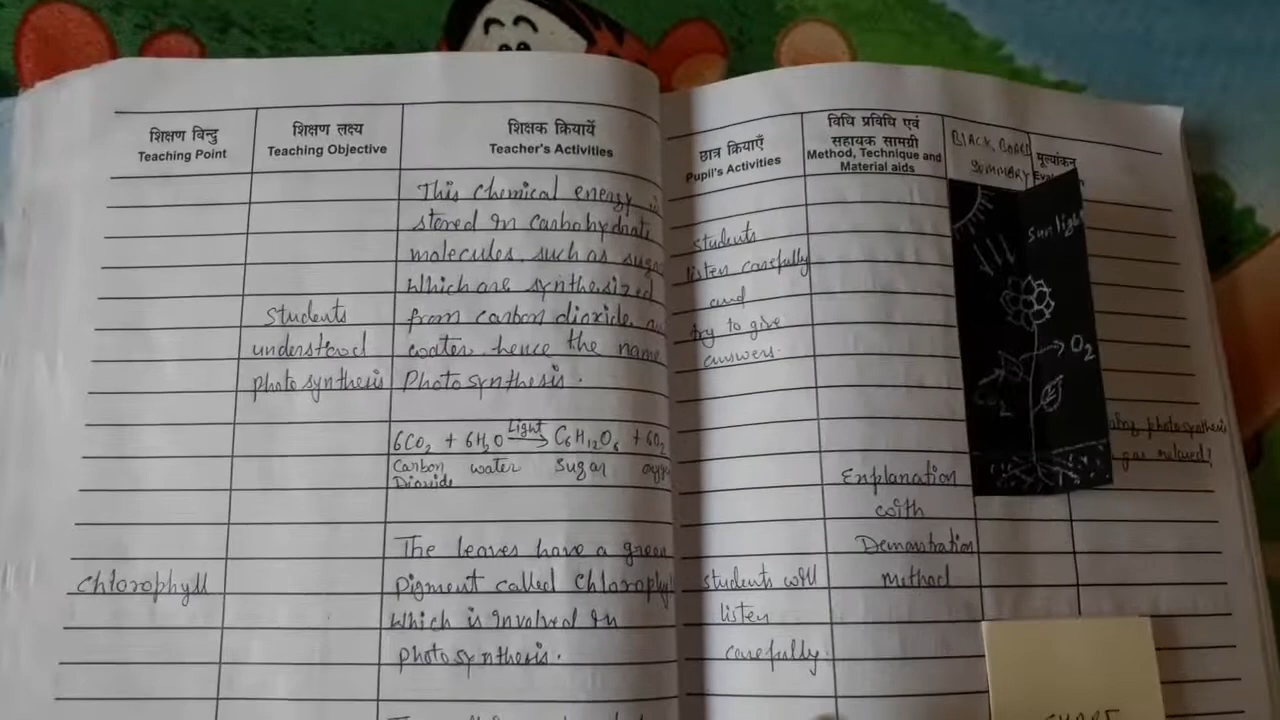 शिक्षण बिन्दु
Teaching Point
शिक्षण लक्ष्य
Teaching Objective
शिक्षक क्रियायें
Teacher's Activities
छात्र क्रियाएँ
Pupil's Activities
विधि प्रविधि एवं
सहायक सामग्री
Method, Technique and
Material aids
BLACK BOARD
SUMMARY
मूल्यांकन
This chemical energy is
stored in carbohydrate
molecules, such as sugar
Which are synthesized
from carbon dioxide
water, hence the name
Photosynthesis.
6CO2 + 6H2O Light → C6H12O6 + 6O2
Carbon water sugar
Dioxide
The leaves have a green
Pigment called Chlorophyll
Which is involved in
photosynthesis.
students
understood
photosynthesis
Chlorophyll
students
listen carefully
and
try to give
answers.
students will
listen
carefully.
Explanation
with
Demonstration
method
sunlight
O2
CO2
photosynthesis
gas released?